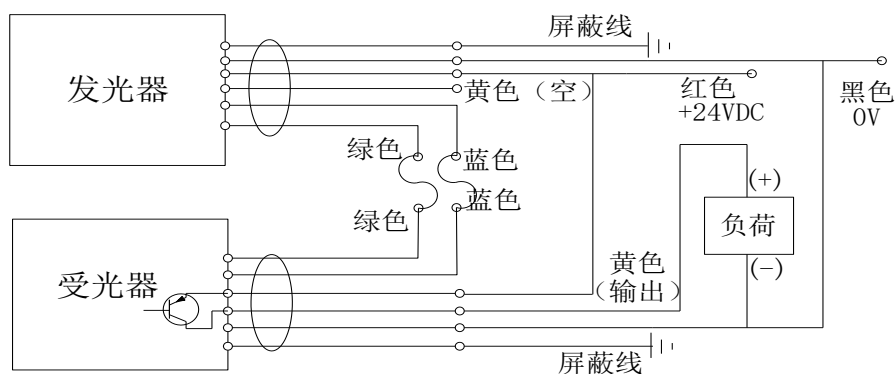 屏蔽线
发光器
黄色（空）
红色
+24VDC
黑色
0V
绿色
蓝色
绿色
蓝色
(+)
负荷
(-)
受光器
黄色
（输出）
屏蔽线